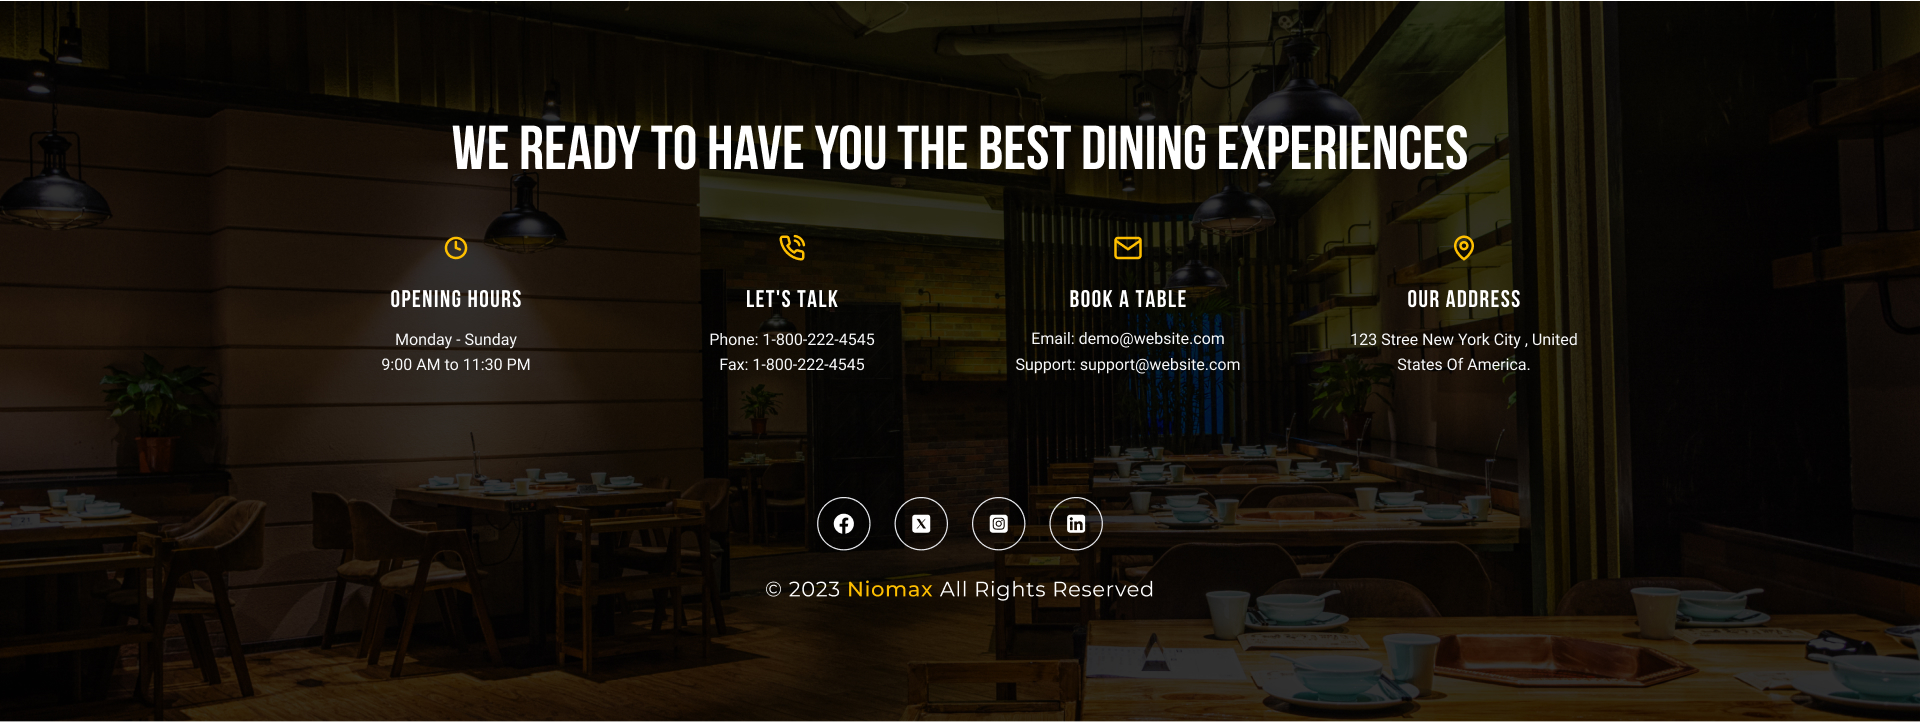 WE READY TO HAVE YOU THE BEST DINING EXPERIENCES
OPENING HOURS
Monday - Sunday
9:00 AM to 11:30 PM
LET'S TALK
Phone: 1-800-222-4545
Fax: 1-800-222-4545
BOOK A TABLE
Email: demo@website.com
Support: support@website.com
OUR ADDRESS
123 Stree New York City , United
States Of America.
© 2023 Niomax All Rights Reserved